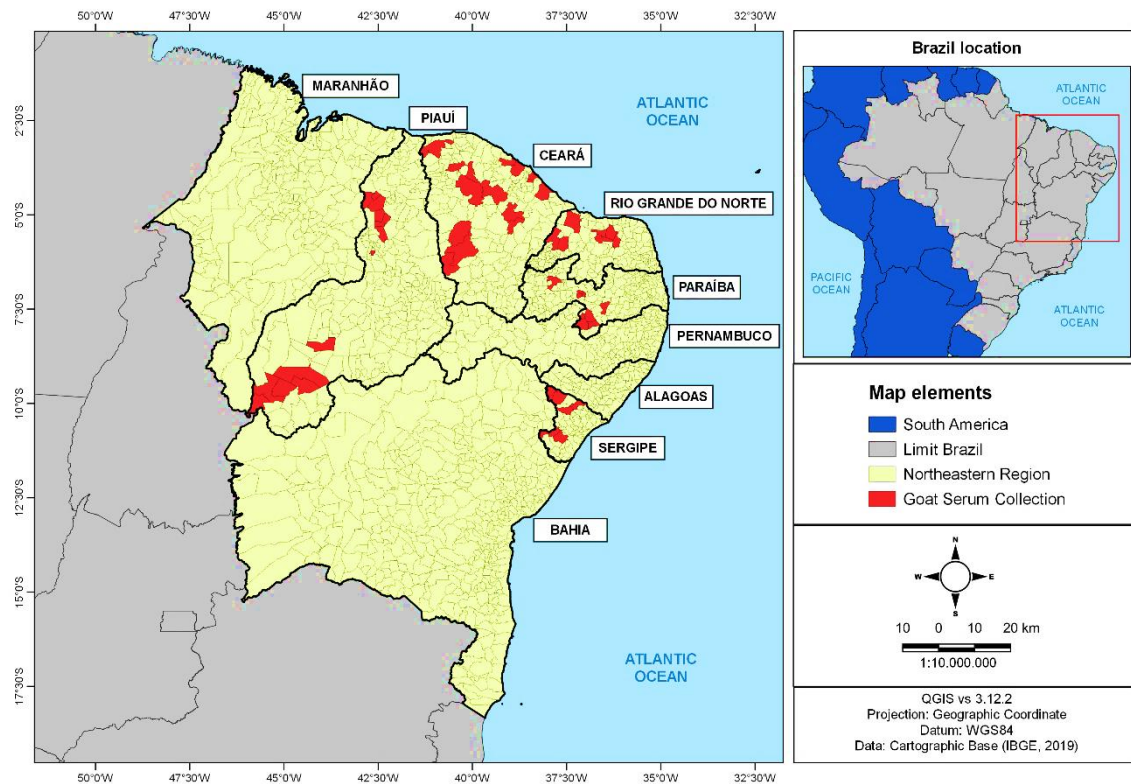 50°0'W 47°30'W 45°0'W 42°30'W 40°0'W 37°30'W 35°0'W 32°30'W
2°30'S
5°0'S
7°30'S
10°0'S
12°30'S
15°0'S
17°30'S
MARANHÃO
PIAUÍ
CEARÁ
RIO GRANDE DO NORTE
PARAÍBA
PERNAMBUCO
ALAGOAS
SERGIPE
BAHIA
ATLANTIC
OCEAN
ATLANTIC
OCEAN
50°0'W 47°30'W 45°0'W 42°30'W 40°0'W 37°30'W 35°0'W 32°30'W
Brazil location
ATLANTIC
OCEAN
PACIFIC
OCEAN
ATLANTIC
OCEAN
Map elements
South America
Limit Brazil
Northeastern Region
Goat Serum Collection
N
W E
S
10 0 10 20 km
1:10.000.000
QGIS vs 3.12.2
Projection: Geographic Coordinate
Datum: WGS84
Data: Cartographic Base (IBGE, 2019)